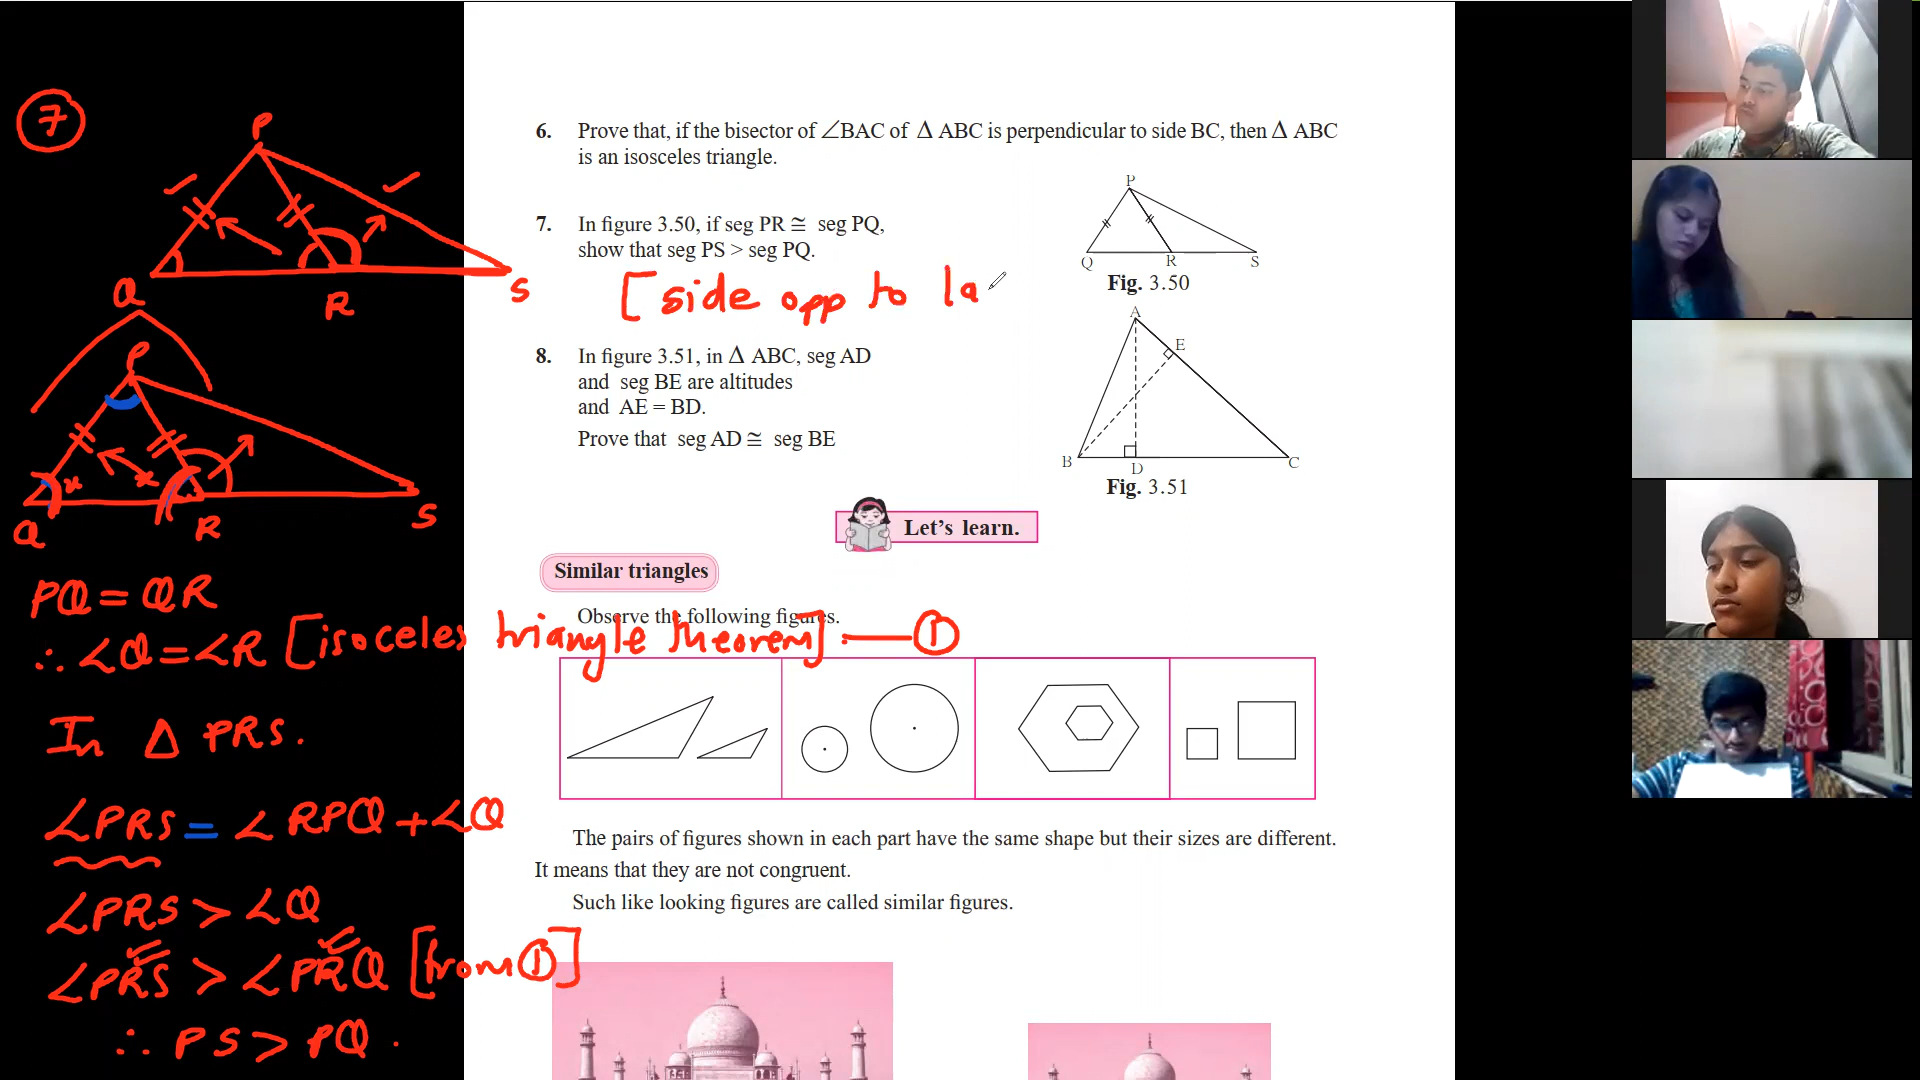 7
P
Q
R
S
P
Q
R
S
PQ = QR
∴ ∠Q = ∠R [isoceles triangle theorem] — 1
In Δ PRS.
∠PRS = ∠RPQ + ∠Q
∠PRS > ∠Q
∠PRS > ∠PRQ [from 1]
∴ PS > PQ.
6. Prove that, if the bisector of ∠BAC of Δ ABC is perpendicular to side BC, then Δ ABC
is an isosceles triangle.
7. In figure 3.50, if seg PR ≅ seg PQ,
show that seg PS > seg PQ.
[side opp to la
P
Q
R
S
Fig. 3.50
8. In figure 3.51, in Δ ABC, seg AD
and seg BE are altitudes
and AE = BD.
Prove that seg AD ≅ seg BE
A
E
B
D
C
Fig. 3.51
Let's learn.
Similar triangles
Observe the following figures.
The pairs of figures shown in each part have the same shape but their sizes are different.
It means that they are not congruent.
Such like looking figures are called similar figures.